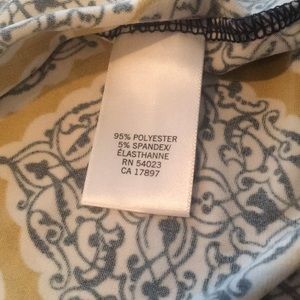 95% POLYESTER
5% SPANDEX/
ÉLASTHANNE
RN 54023
CA 17897